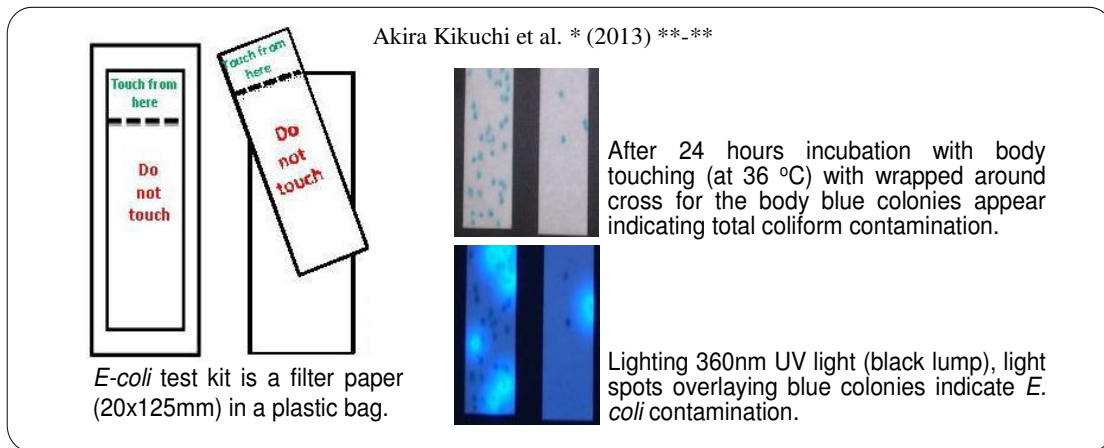 Akira Kikuchi et al. * (2013) **-**
Touch from
here
Do
not
touch
Touch from
here
Do
not
touch
E-coli test kit is a filter paper
(20x125mm) in a plastic bag.
After 24 hours incubation with body
touching (at 36 °C) with wrapped around
cross for the body blue colonies appear
indicating total coliform contamination.
Lighting 360nm UV light (black lump), light
spots overlaying blue colonies indicate E.
coli contamination.